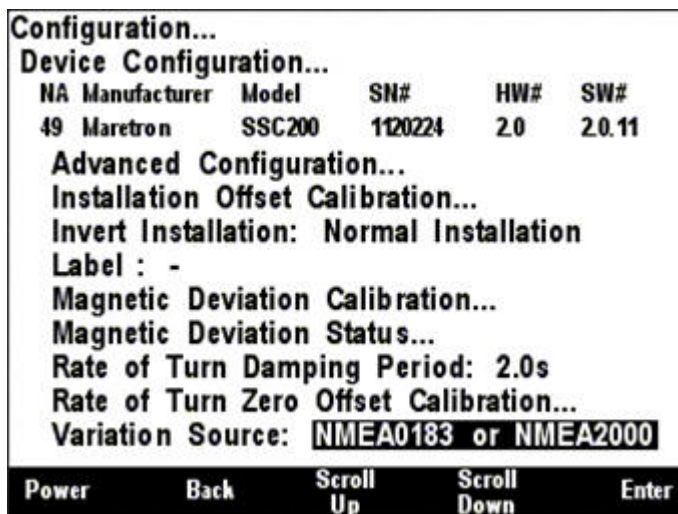 Configuration...
Device Configuration...
NA Manufacturer Model SN# HW# SW#
49 Maretron SSC200 1120224 2.0 2.0.11
Advanced Configuration...
Installation Offset Calibration...
Invert Installation: Normal Installation
Label : -
Magnetic Deviation Calibration...
Magnetic Deviation Status...
Rate of Turn Damping Period: 2.0s
Rate of Turn Zero Offset Calibration...
Variation Source: NMEA0183 or NMEA2000
Power Back Scroll Up Scroll Down Enter